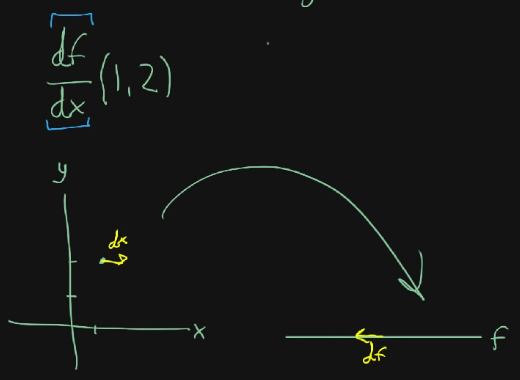 df
dx (1,2)
y
dx
x
f
df